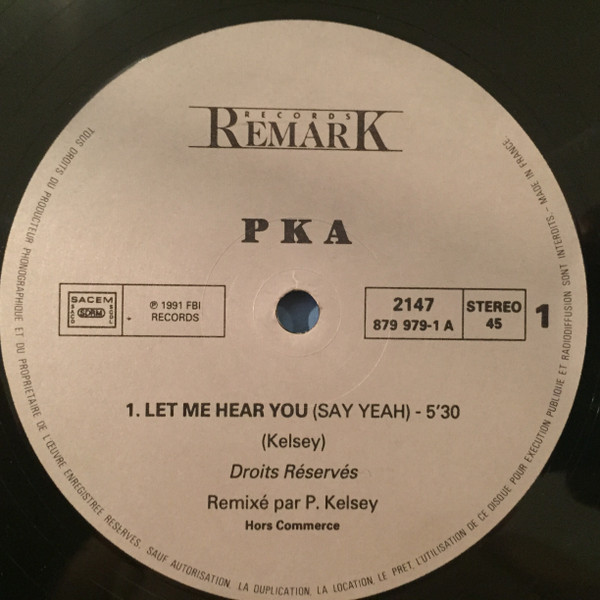 RECORDS
REMARK
PKA
SACEM
SACD
SDRM
SGDL
℗ 1991 FBI
RECORDS
2147
879 979-1 A
STEREO
45
1
1. LET ME HEAR YOU (SAY YEAH) - 5'30
(Kelsey)
Droits Réservés
Remixé par P. Kelsey
Hors Commerce
TOUS DROITS DU PRODUCTEUR PHONOGRAPHIQUE ET DU PROPRIETAIRE DE L'ŒUVRE ENREGISTREE RESERVES. SAUF AUTORISATION, LA DUPLICATION, LA LOCATION, LE PRET, L'UTILISATION DE CE DISQUE POUR EXECUTION PUBLIQUE ET RADIODIFFUSION SONT INTERDITS. - MADE IN FRANCE.